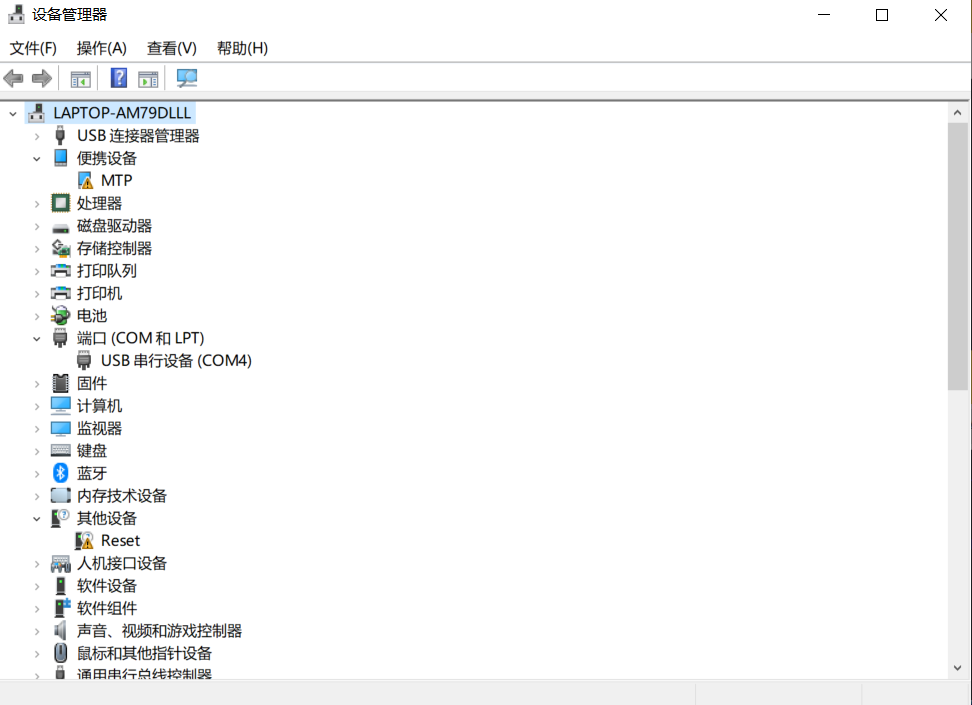 设备管理器
文件(F) 操作(A) 查看(V) 帮助(H)
LAPTOP-AM79DLLL
USB 连接器管理器
便携设备
MTP
处理器
磁盘驱动器
存储控制器
打印队列
打印机
电池
端口 (COM 和 LPT)
USB 串行设备 (COM4)
固件
计算机
监视器
键盘
蓝牙
内存技术设备
其他设备
Reset
人机接口设备
软件设备
软件组件
声音、视频和游戏控制器
鼠标和其他指针设备
通用串行总线控制器